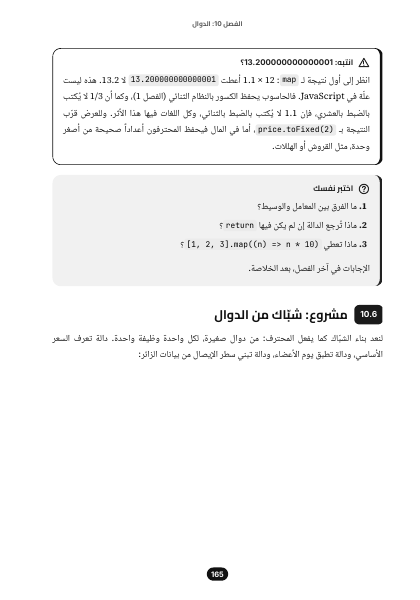 الفصل 10: الدوال
انتبه: 13.200000000000001؟
انظر إلى أول نتيجة لـ map: 12 × 1.1 أعطت 13.200000000000001 لا 13.2. هذه ليست
علّة في JavaScript. فالحاسوب يحفظ الكسور بالنظام الثنائي (الفصل 1)، وكما أن 1/3 لا يُكتب
بالضبط بالعشري، فإن 1.1 لا يُكتب بالضبط بالثنائي، وكل اللغات فيها هذا الأثر. وللعرض قرّب
النتيجة بـ price.toFixed(2)، أما في المال فيحفظ المحترفون أعداداً صحيحة من أصغر
وحدة، مثل القروش أو الهللات.
اختبر نفسك
1. ما الفرق بين المعامل والوسيط؟
2. ماذا تُرجع الدالة إن لم يكن فيها return؟
3. ماذا تعطي [1, 2, 3].map((n) => n * 10)؟
الإجابات في آخر الفصل، بعد الخلاصة.
10.6 مشروع: شبّاك من الدوال
لنعد بناء الشبّاك كما يفعل المحترف: من دوال صغيرة، لكل واحدة وظيفة واحدة. دالة تعرف السعر
الأساسي، ودالة تطبق يوم الأعضاء، ودالة تبني سطر الإيصال من بيانات الزائر:
165